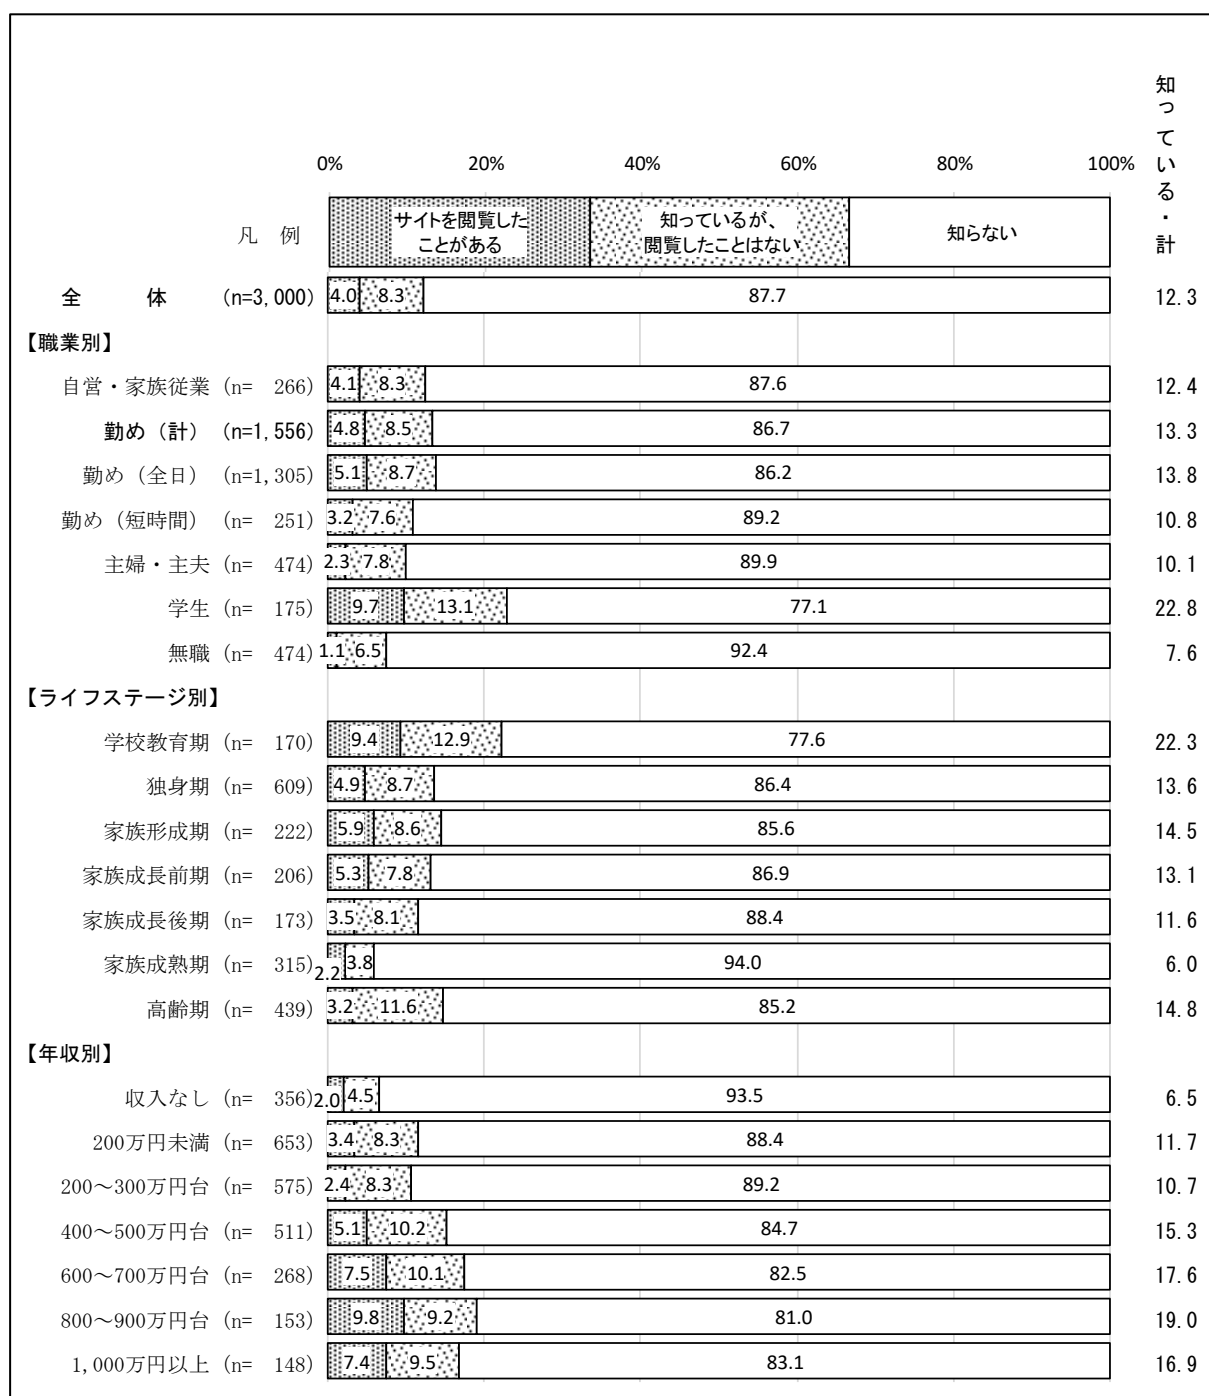 知っている・計
0% 20% 40% 60% 80% 100%
凡 例 サイトを閲覧したことがある 知っているが、閲覧したことはない 知らない
全 体 (n=3,000) 4.0 8.3 87.7 12.3
【職業別】
自営・家族従業 (n= 266) 4.1 8.3 87.6 12.4
勤め（計） (n=1,556) 4.8 8.5 86.7 13.3
勤め（全日） (n=1,305) 5.1 8.7 86.2 13.8
勤め（短時間） (n= 251) 3.2 7.6 89.2 10.8
主婦・主夫 (n= 474) 2.3 7.8 89.9 10.1
学生 (n= 175) 9.7 13.1 77.1 22.8
無職 (n= 474) 1.1 6.5 92.4 7.6
【ライフステージ別】
学校教育期 (n= 170) 9.4 12.9 77.6 22.3
独身期 (n= 609) 4.9 8.7 86.4 13.6
家族形成期 (n= 222) 5.9 8.6 85.6 14.5
家族成長前期 (n= 206) 5.3 7.8 86.9 13.1
家族成長後期 (n= 173) 3.5 8.1 88.4 11.6
家族成熟期 (n= 315) 2.2 3.8 94.0 6.0
高齢期 (n= 439) 3.2 11.6 85.2 14.8
【年収別】
収入なし (n= 356) 2.0 4.5 93.5 6.5
200万円未満 (n= 653) 3.4 8.3 88.4 11.7
200～300万円台 (n= 575) 2.4 8.3 89.2 10.7
400～500万円台 (n= 511) 5.1 10.2 84.7 15.3
600～700万円台 (n= 268) 7.5 10.1 82.5 17.6
800～900万円台 (n= 153) 9.8 9.2 81.0 19.0
1,000万円以上 (n= 148) 7.4 9.5 83.1 16.9